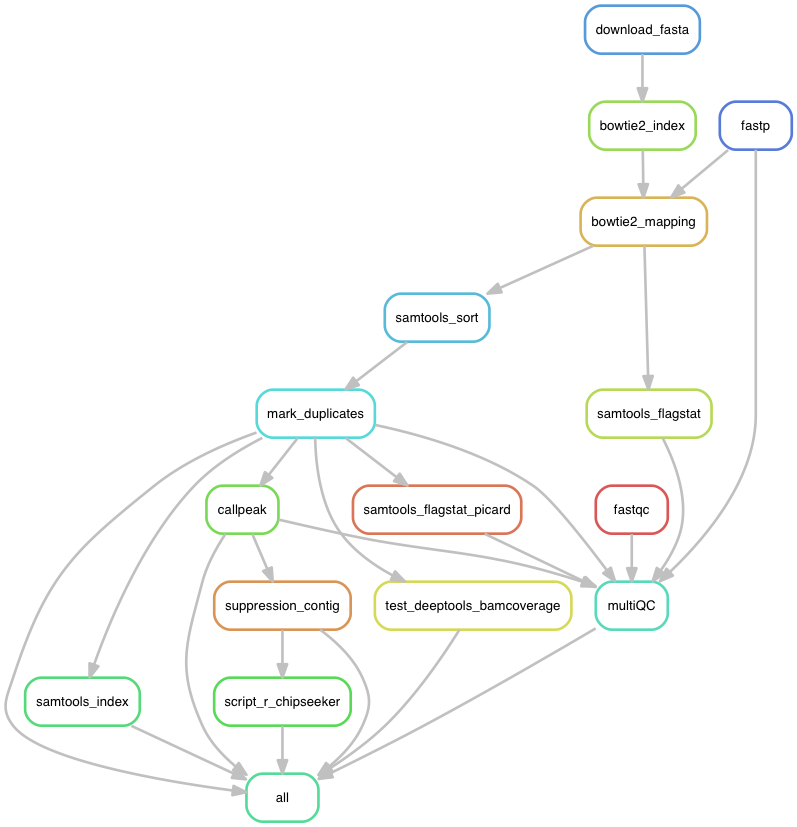 download_fasta
bowtie2_index
fastp
bowtie2_mapping
samtools_sort
mark_duplicates
samtools_flagstat
callpeak
samtools_flagstat_picard
fastqc
suppression_contig
test_deeptools_bamcoverage
multiQC
samtools_index
script_r_chipseeker
all